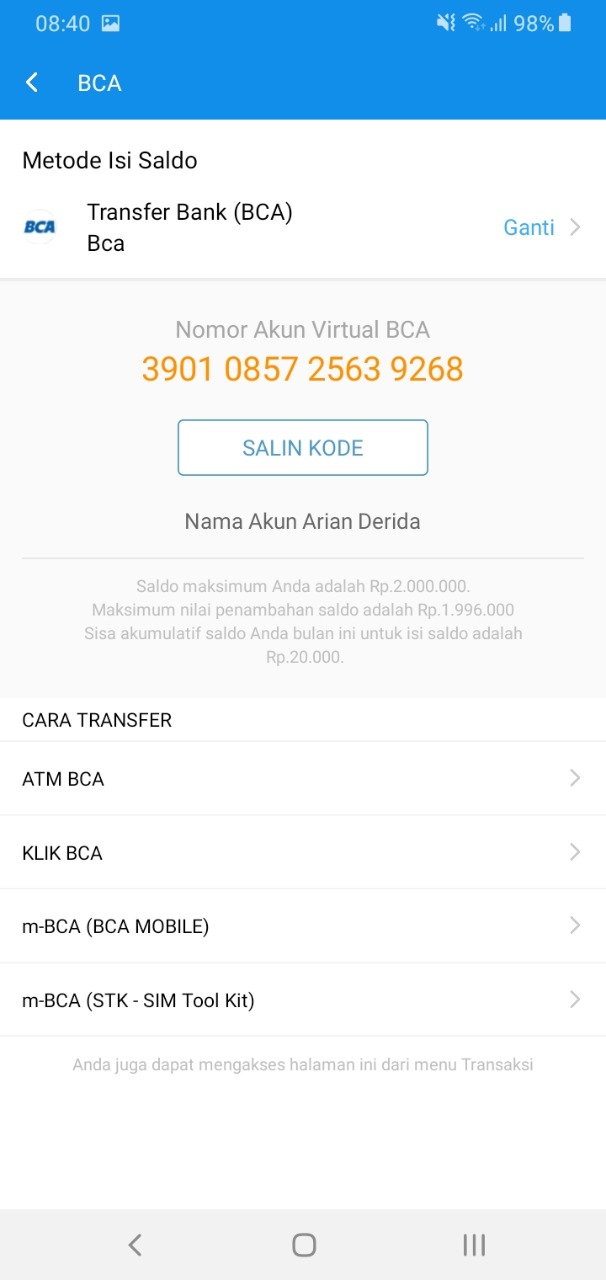 08:40
98%
BCA
Metode Isi Saldo
BCA
Transfer Bank (BCA)
Bca
Ganti
Nomor Akun Virtual BCA
3901 0857 2563 9268
SALIN KODE
Nama Akun Arian Derida
Saldo maksimum Anda adalah Rp.2.000.000.
Maksimum nilai penambahan saldo adalah Rp.1.996.000
Sisa akumulatif saldo Anda bulan ini untuk isi saldo adalah
Rp.20.000.
CARA TRANSFER
ATM BCA
KLIK BCA
m-BCA (BCA MOBILE)
m-BCA (STK - SIM Tool Kit)
Anda juga dapat mengakses halaman ini dari menu Transaksi